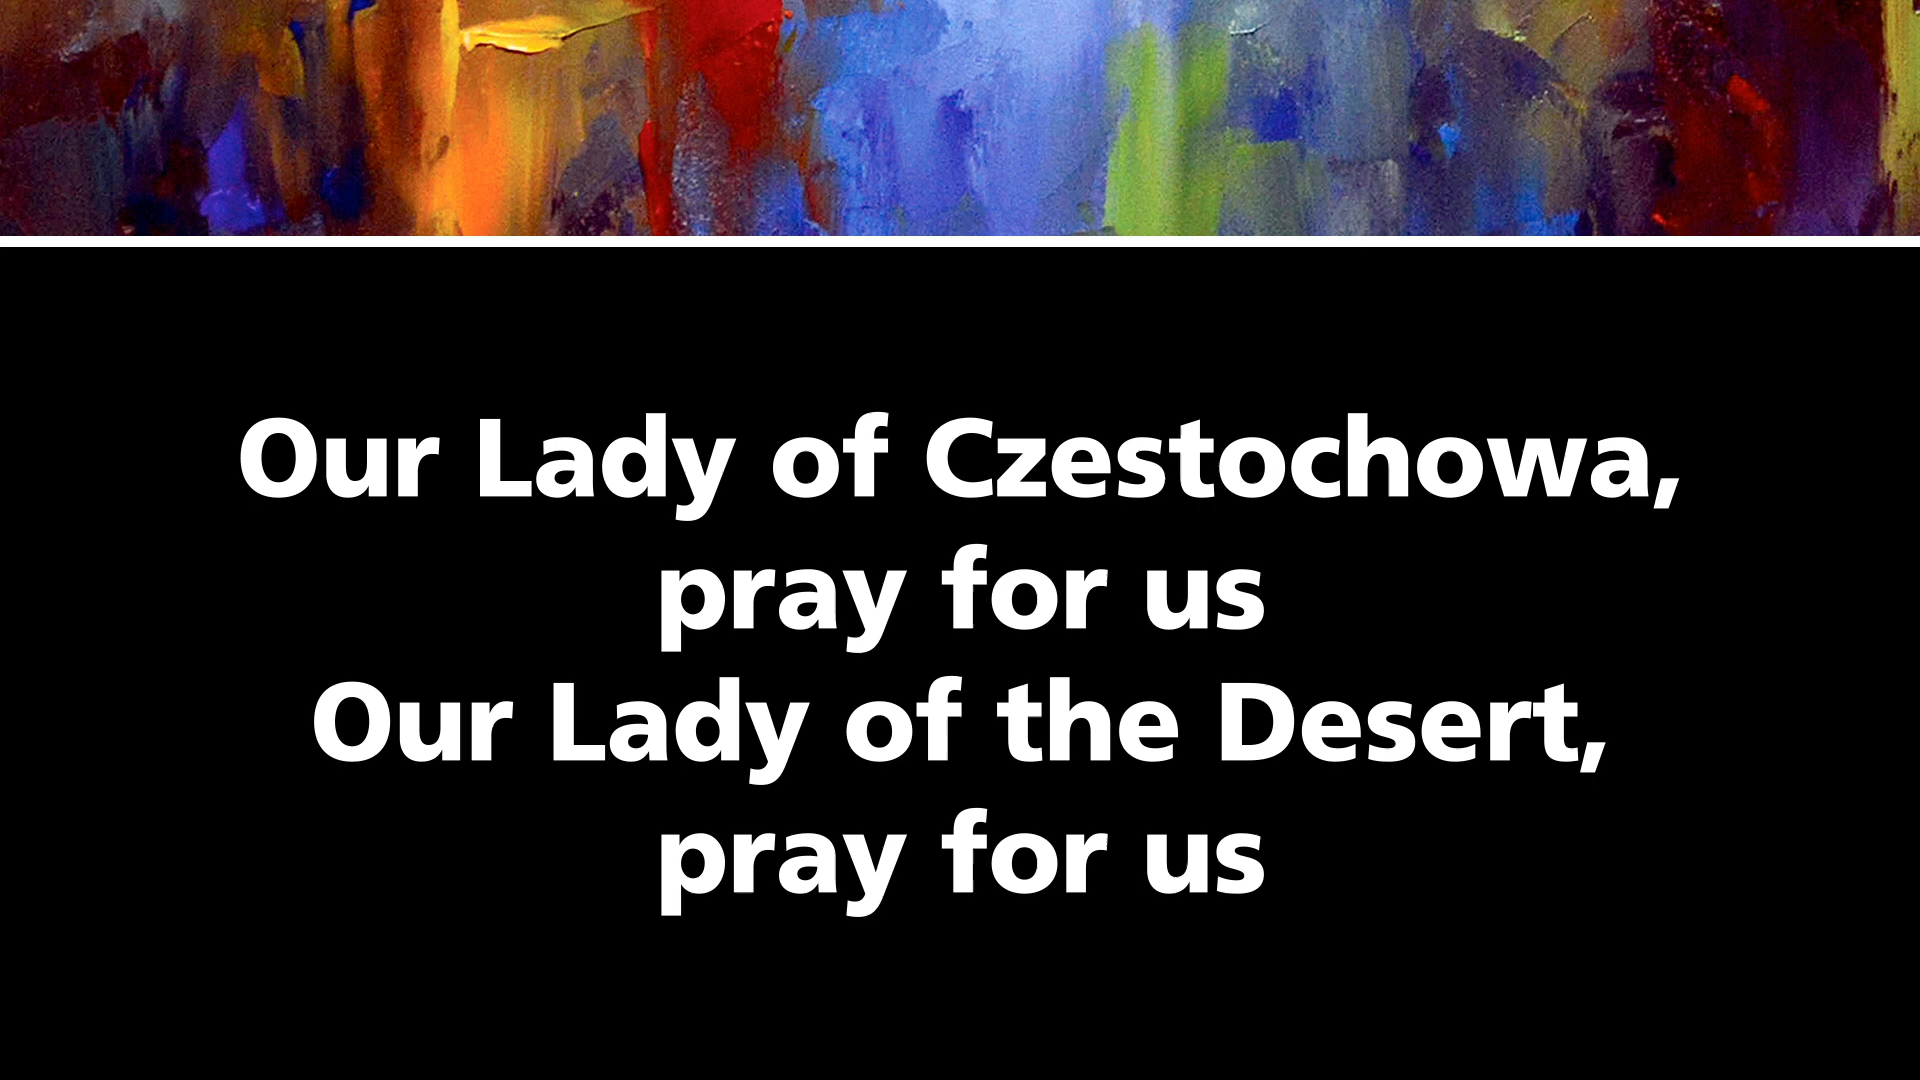 Our Lady of Czestochowa,
pray for us
Our Lady of the Desert,
pray for us